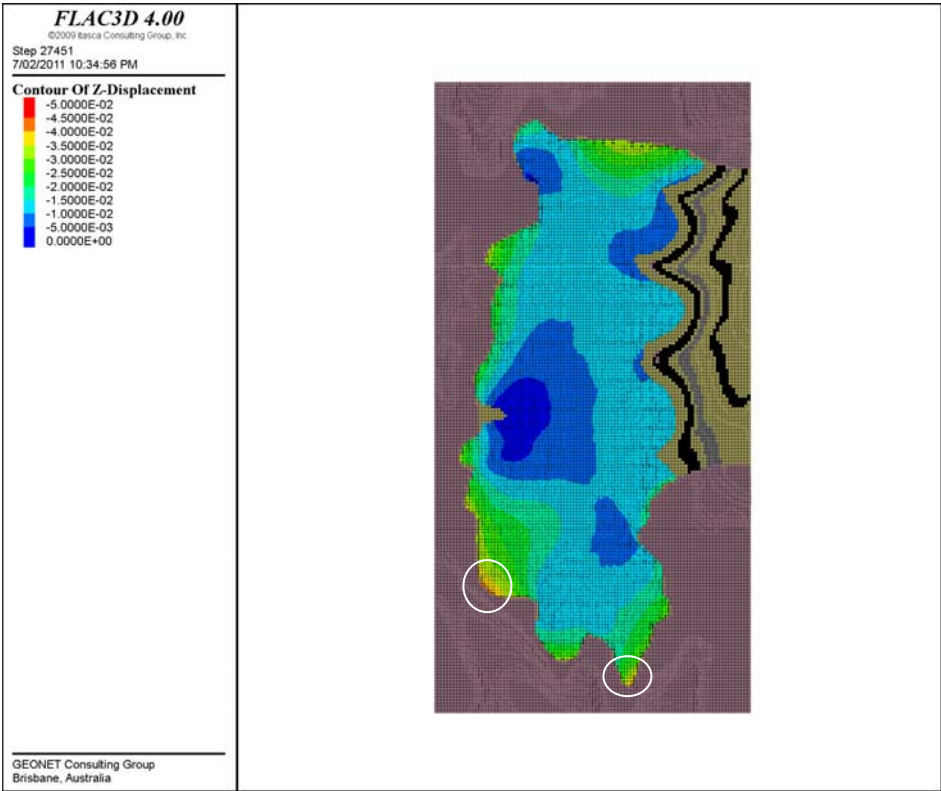 FLAC3D 4.00
©2009 Itasca Consulting Group, Inc.
Step 27451
7/02/2011 10:34:56 PM
Contour Of Z-Displacement
-5.0000E-02
-4.5000E-02
-4.0000E-02
-3.5000E-02
-3.0000E-02
-2.5000E-02
-2.0000E-02
-1.5000E-02
-1.0000E-02
-5.0000E-03
0.0000E+00
GEONET Consulting Group
Brisbane, Australia